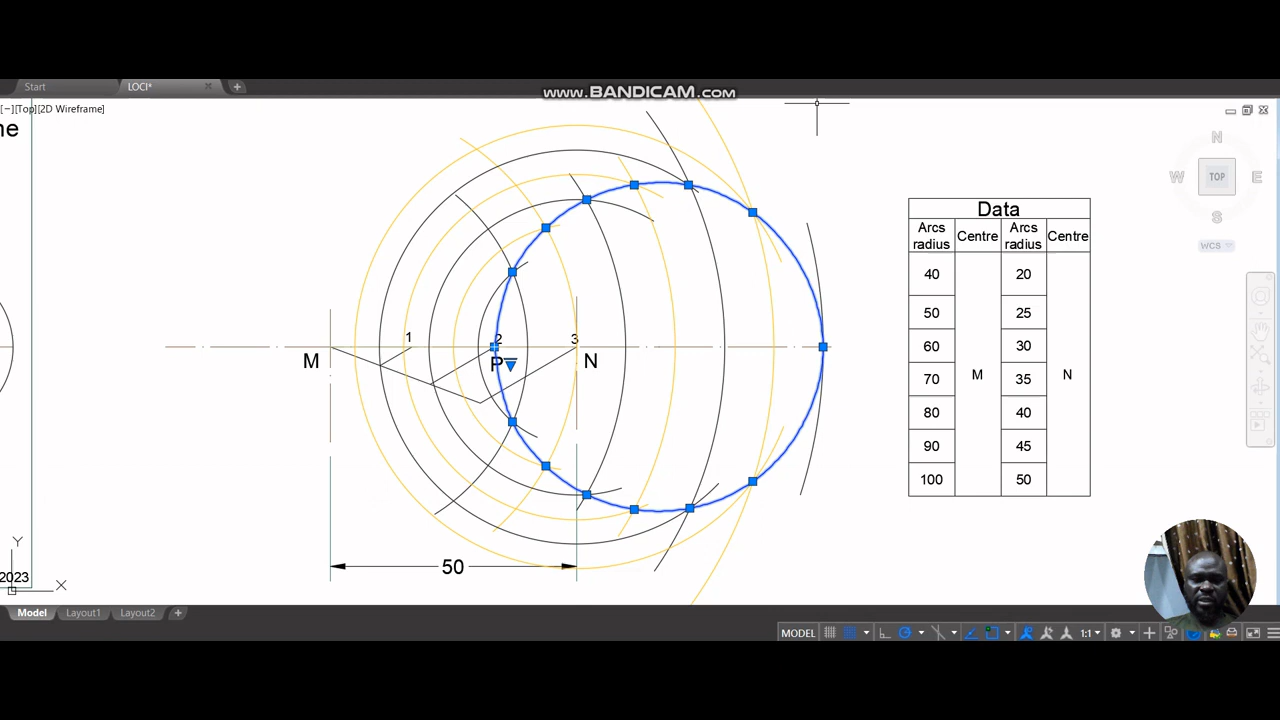 Start
LOCI*
www.BANDICAM.com
[−][Top][2D Wireframe]
ne
N
W
TOP
E
S
WCS
Data
Arcs radius
Centre
Arcs radius
Centre
40
20
50
25
60
30
70
M
35
N
80
40
90
45
100
50
1
2
3
M
P
N
50
Y
2023
X
Model
Layout1
Layout2
MODEL
1:1